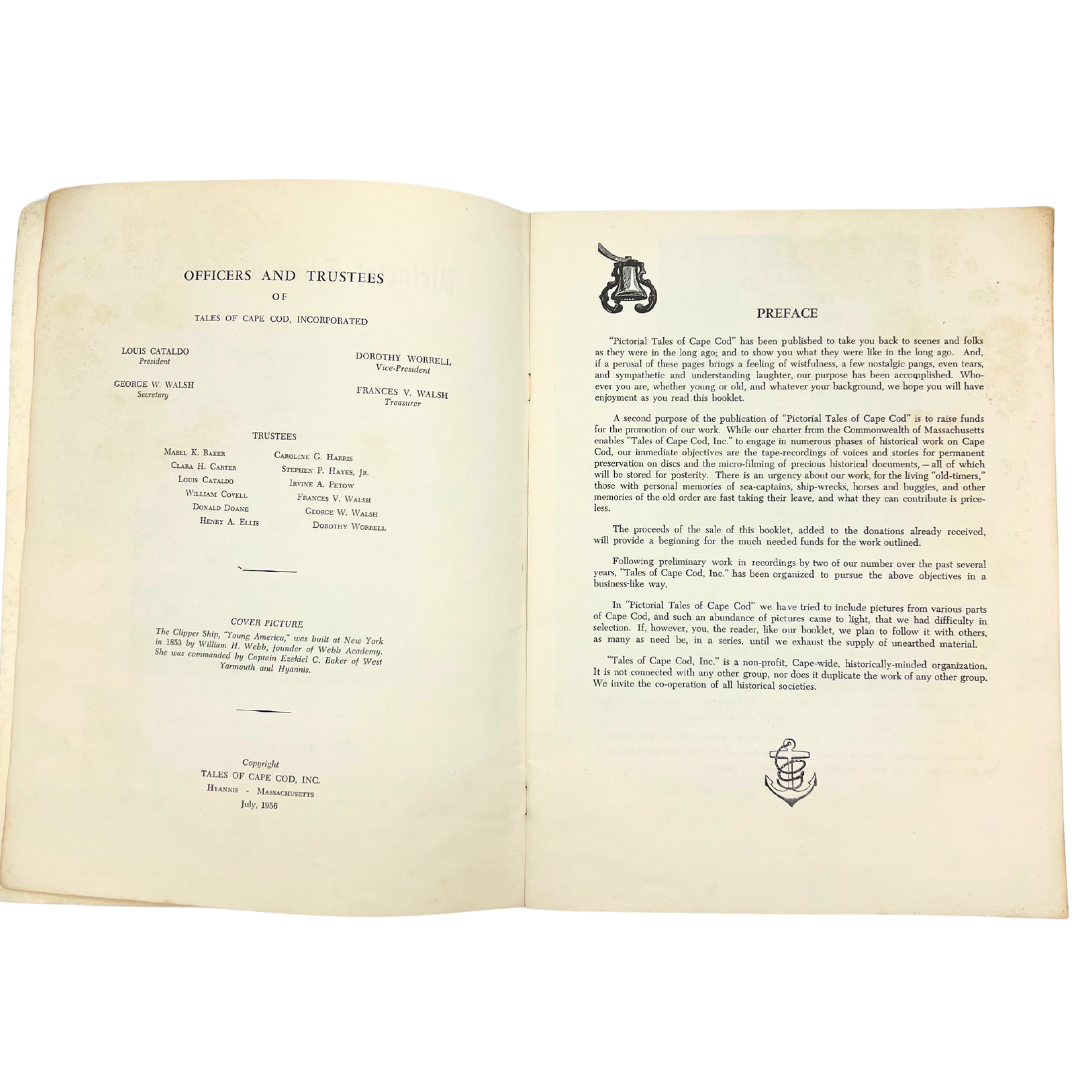 OFFICERS AND TRUSTEES
OF
TALES OF CAPE COD, INCORPORATED
LOUIS CATALDO
President
DOROTHY WORRELL
Vice-President
GEORGE W. WALSH
Secretary
FRANCES V. WALSH
Treasurer
TRUSTEES
MABEL K. BAKER
CLARA H. CARTER
LOUIS CATALDO
WILLIAM COVELL
DONALD DOANE
HENRY A. ELLIS
CAROLINE G. HARRIS
STEPHEN P. HAYES, JR.
IRVINE A. PETOW
FRANCES V. WALSH
GEORGE W. WALSH
DOROTHY WORRELL
COVER PICTURE
The Clipper Ship, "Young America," was built at New York
in 1853 by William H. Webb, founder of Webb Academy.
She was commanded by Captain Ezekiel C. Baker of West
Yarmouth and Hyannis.
Copyright
TALES OF CAPE COD, INC.
HYANNIS - MASSACHUSETTS
July, 1956
PREFACE
"Pictorial Tales of Cape Cod" has been published to take you back to scenes and folks
as they were in the long ago; and to show you what they were like in the long ago. And,
if a perusal of these pages brings a feeling of wistfulness, a few nostalgic pangs, even tears,
and sympathetic and understanding laughter, our purpose has been accomplished. Who-
ever you are, whether young or old, and whatever your background, we hope you will have
enjoyment as you read this booklet.
A second purpose of the publication of "Pictorial Tales of Cape Cod" is to raise funds
for the promotion of our work. While our charter from the Commonwealth of Massachusetts
enables "Tales of Cape Cod, Inc." to engage in numerous phases of historical work on Cape
Cod, our immediate objectives are the tape-recordings of voices and stories for permanent
preservation on discs and the micro-filming of precious historical documents,—all of which
will be stored for posterity. There is an urgency about our work, for the living "old-timers,"
those with personal memories of sea-captains, ship-wrecks, horses and buggies, and other
memories of the old order are fast taking their leave, and what they can contribute is price-
less.
The proceeds of the sale of this booklet, added to the donations already received,
will provide a beginning for the much needed funds for the work outlined.
Following preliminary work in recordings by two of our number over the past several
years, "Tales of Cape Cod, Inc." has been organized to pursue the above objectives in a
business-like way.
In "Pictorial Tales of Cape Cod" we have tried to include pictures from various parts
of Cape Cod, and such an abundance of pictures came to light, that we had difficulty in
selection. If, however, you, the reader, like our booklet, we plan to follow it with others,
as many as need be, in a series, until we exhaust the supply of unearthed material.
"Tales of Cape Cod, Inc." is a non-profit, Cape-wide, historically-minded organization.
It is not connected with any other group, nor does it duplicate the work of any other group.
We invite the co-operation of all historical societies.